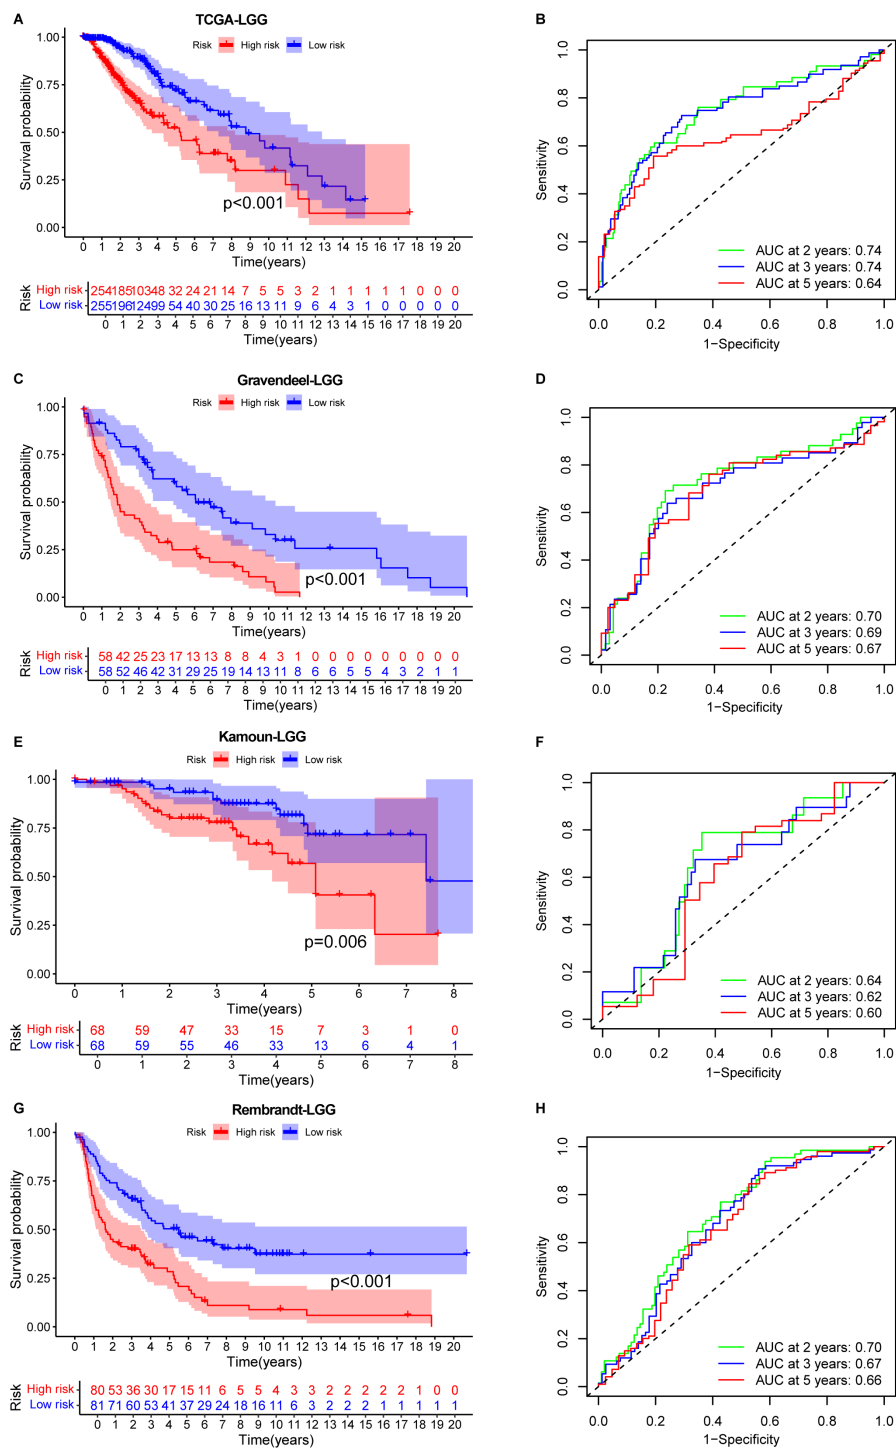 A
TCGA-LGG
Risk High risk Low risk
Survival probability
1.00
0.75
0.50
0.25
0.00
p<0.001
0 1 2 3 4 5 6 7 8 9 10 11 12 13 14 15 16 17 18 19 20
Time(years)
Risk
High risk 254 185 103 48 32 24 21 14 7 5 5 3 2 1 1 1 1 1 0 0
Low risk 255 196 124 99 54 40 30 25 16 13 11 9 6 4 3 1 0 0 0 0
0 1 2 3 4 5 6 7 8 9 10 11 12 13 14 15 16 17 18 19 20
Time(years)
B
Sensitivity
1.0
0.8
0.6
0.4
0.2
0.0
AUC at 2 years: 0.74
AUC at 3 years: 0.74
AUC at 5 years: 0.64
0.0 0.2 0.4 0.6 0.8 1.0
1-Specificity
C
Gravendeel-LGG
Risk High risk Low risk
Survival probability
1.00
0.75
0.50
0.25
0.00
p<0.001
0 1 2 3 4 5 6 7 8 9 10 11 12 13 14 15 16 17 18 19 20
Time(years)
Risk
High risk 58 42 25 23 17 13 13 8 8 4 3 1 0 0 0 0 0 0 0 0 0
Low risk 58 52 46 42 31 29 25 19 14 13 11 8 6 6 5 5 4 3 2 1 1
0 1 2 3 4 5 6 7 8 9 10 11 12 13 14 15 16 17 18 19 20
Time(years)
D
Sensitivity
1.0
0.8
0.6
0.4
0.2
0.0
AUC at 2 years: 0.70
AUC at 3 years: 0.69
AUC at 5 years: 0.67
0.0 0.2 0.4 0.6 0.8 1.0
1-Specificity
E
Kamoun-LGG
Risk High risk Low risk
Survival probability
1.00
0.75
0.50
0.25
0.00
p=0.006
0 1 2 3 4 5 6 7 8
Time(years)
Risk
High risk 68 59 47 33 15 7 3 1 0
Low risk 68 59 55 46 33 13 6 4 1
0 1 2 3 4 5 6 7 8
Time(years)
F
Sensitivity
1.0
0.8
0.6
0.4
0.2
0.0
AUC at 2 years: 0.64
AUC at 3 years: 0.62
AUC at 5 years: 0.60
0.0 0.2 0.4 0.6 0.8 1.0
1-Specificity
G
Rembrandt-LGG
Risk High risk Low risk
Survival probability
1.00
0.75
0.50
0.25
0.00
p<0.001
0 1 2 3 4 5 6 7 8 9 10 11 12 13 14 15 16 17 18 19 20
Time(years)
Risk
High risk 80 53 36 30 17 15 11 6 5 5 4 3 3 2 2 2 2 2 1 0 0
Low risk 81 71 60 53 41 37 29 24 18 16 11 6 3 2 2 2 1 1 1 1 1
0 1 2 3 4 5 6 7 8 9 10 11 12 13 14 15 16 17 18 19 20
Time(years)
H
Sensitivity
1.0
0.8
0.6
0.4
0.2
0.0
AUC at 2 years: 0.70
AUC at 3 years: 0.67
AUC at 5 years: 0.66
0.0 0.2 0.4 0.6 0.8 1.0
1-Specificity